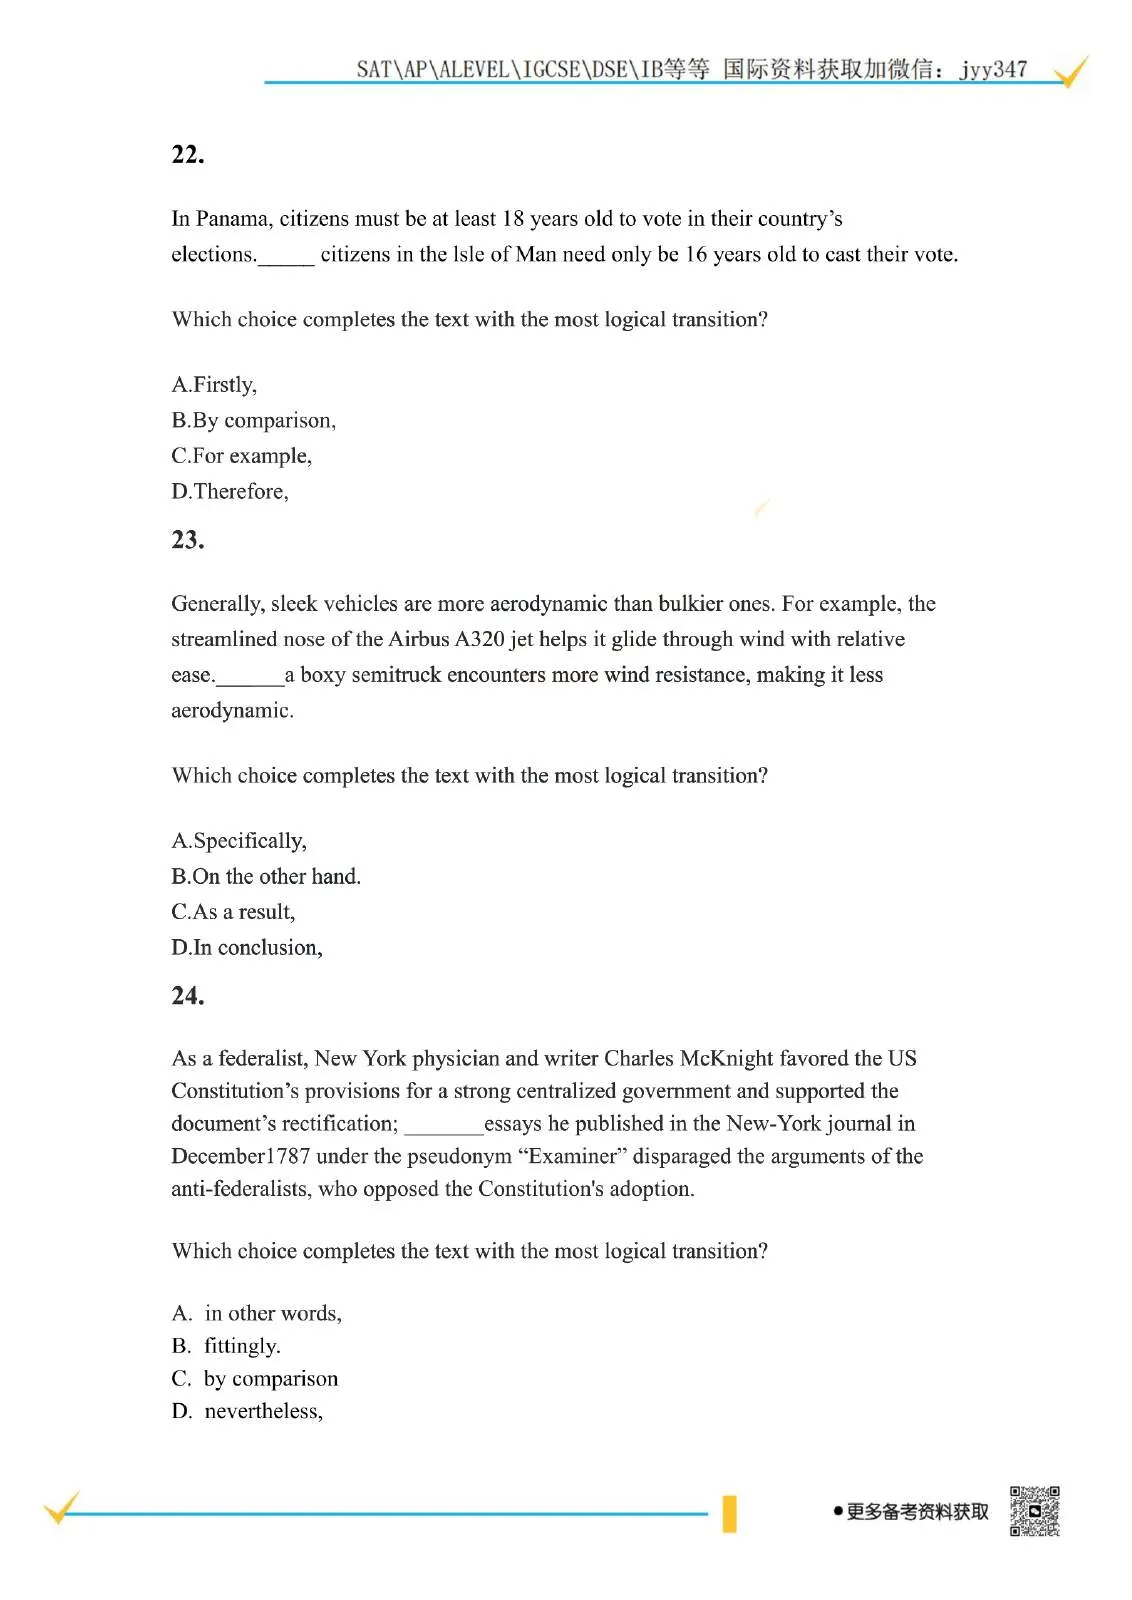 SAT\AP\ALEVEL\IGCSE\DSE\IB等等 国际资料获取加微信: jyy347
22.
In Panama, citizens must be at least 18 years old to vote in their country’s
elections._____ citizens in the lsle of Man need only be 16 years old to cast their vote.
Which choice completes the text with the most logical transition?
A.Firstly,
B.By comparison,
C.For example,
D.Therefore,
23.
Generally, sleek vehicles are more aerodynamic than bulkier ones. For example, the
streamlined nose of the Airbus A320 jet helps it glide through wind with relative
ease.______a boxy semitruck encounters more wind resistance, making it less
aerodynamic.
Which choice completes the text with the most logical transition?
A.Specifically,
B.On the other hand.
C.As a result,
D.In conclusion,
24.
As a federalist, New York physician and writer Charles McKnight favored the US
Constitution’s provisions for a strong centralized government and supported the
document’s rectification; _______essays he published in the New-York journal in
December1787 under the pseudonym “Examiner” disparaged the arguments of the
anti-federalists, who opposed the Constitution's adoption.
Which choice completes the text with the most logical transition?
A. in other words,
B. fittingly.
C. by comparison
D. nevertheless,
●更多备考资料获取